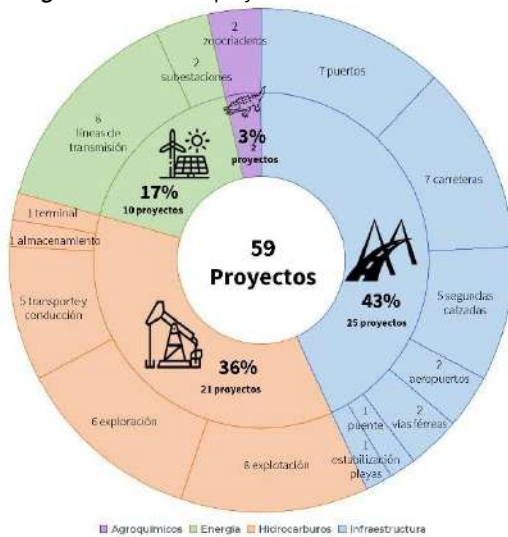 2
zoocriaderos
2
subestaciones
7 puertos
8
líneas de
transmisión
3%
2
proyectos
17%
10 proyectos
7 carreteras
1 terminal
1 almacenamiento
59
Proyectos
43%
25 proyectos
5 segundas
calzadas
5 transporte y
conducción
36%
21 proyectos
2
aeropuertos
2
vías férreas
1
puente
1
estabilización
playas
6 exploración
8 explotación
Agroquímicos Energía Hidrocarburos Infraestructura